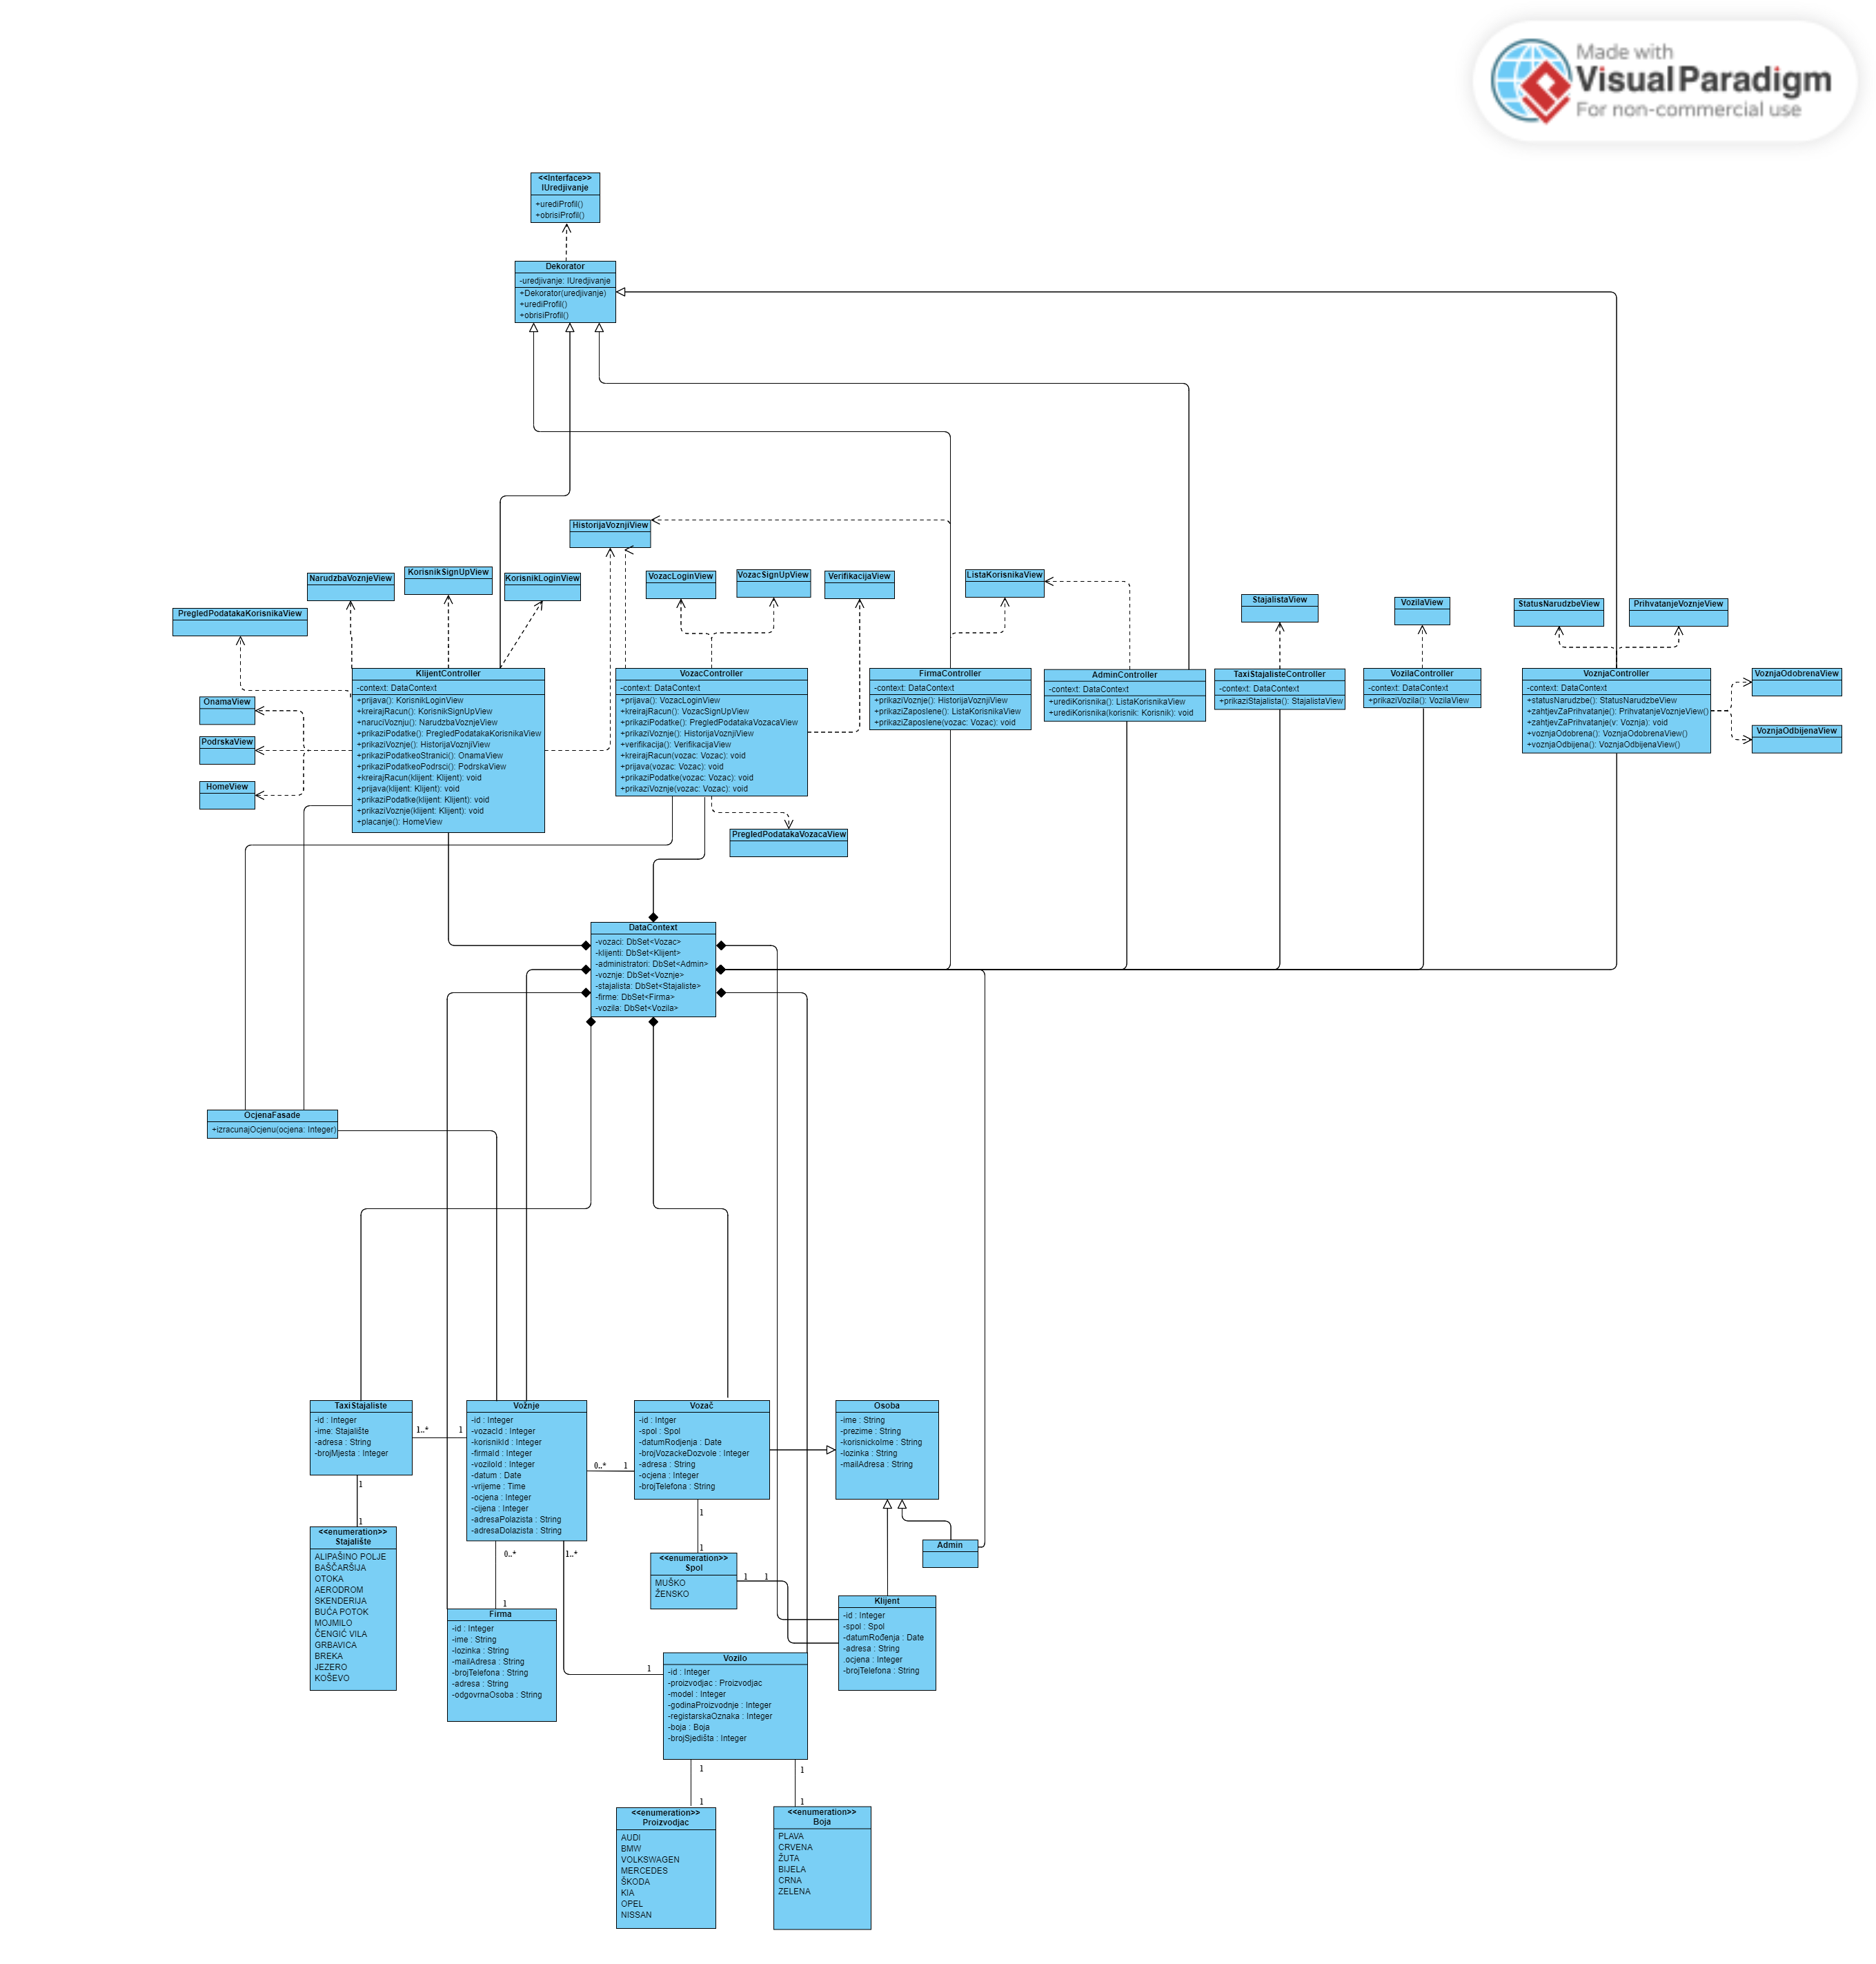 Made with
Visual Paradigm
For non-commercial use
<<Interface>>
IUredjivanje
+urediProfil()
+obrisiProfil()
Dekorator
-uredjivanje: IUredjivanje
+Dekorator(uredjivanje)
+urediProfil()
+obrisiProfil()
HistorijaVoznjiView
NarudzbaVoznjeView
KorisnikSignUpView
KorisnikLoginView
VozacLoginView
VozacSignUpView
VerifikacijaView
ListaKorisnikaView
StajalistaView
VozilaView
StatusNarudzbeView
PrihvatanjeVoznjeView
PregledPodatakaKorisnikaView
OnamaView
PodrskaView
HomeView
KlijentController
-context: DataContext
+prijava(): KorisnikLoginView
+kreirajRacun(): KorisnikSignUpView
+naruciVoznju(): NarudzbaVoznjeView
+prikaziPodatke(): PregledPodatakaKorisnikaView
+prikaziVoznje(): HistorijaVoznjiView
+prikaziPodatkeoStranici(): OnamaView
+prikaziPodatkeoPodrsci(): PodrskaView
+kreirajRacun(klijent: Klijent): void
+prijava(klijent: Klijent): void
+prikaziPodatke(klijent: Klijent): void
+prikaziVoznje(klijent: Klijent): void
+placanje(): HomeView
VozacController
-context: DataContext
+prijava(): VozacLoginView
+kreirajRacun(): VozacSignUpView
+prikaziPodatke(): PregledPodatakaVozacaView
+prikaziVoznje(): HistorijaVoznjiView
+verifikacija(): VerifikacijaView
+kreirajRacun(vozac: Vozac): void
+prijava(vozac: Vozac): void
+prikaziPodatke(vozac: Vozac): void
+prikaziVoznje(vozac: Vozac): void
FirmaController
-context: DataContext
+prikaziVoznje(): HistorijaVoznjiView
+prikaziZaposlene(): ListaKorisnikaView
+prikaziZaposlene(vozac: Vozac): void
AdminController
-context: DataContext
+urediKorisnika(): ListaKorisnikaView
+urediKorisnika(korisnik: Korisnik): void
TaxiStajalisteController
-context: DataContext
+prikaziStajalista(): StajalistaView
VozilaController
-context: DataContext
+prikaziVozila(): VozilaView
VoznjaController
-context: DataContext
+statusNarudzbe(): StatusNarudzbeView
+zahtjevZaPrihvatanje(): PrihvatanjeVoznjeView()
+zahtjevZaPrihvatanje(v: Voznja): void
+voznjaOdobrena(): VoznjaOdobrenaView()
+voznjaOdbijena(): VoznjaOdbijenaView()
VoznjaOdobrenaView
VoznjaOdbijenaView
PregledPodatakaVozacaView
DataContext
-vozaci: DbSet<Vozac>
-klijenti: DbSet<Klijent>
-administratori: DbSet<Admin>
-voznje: DbSet<Voznje>
-stajalista: DbSet<Stajaliste>
-firme: DbSet<Firma>
-vozila: DbSet<Vozila>
OcjenaFasade
+izracunajOcjenu(ocjena: Integer)
TaxiStajaliste
-id : Integer
-ime: Stajalište
-adresa : String
-brojMjesta : Integer
1..*
1
Vožnje
-id : Integer
-vozacId : Integer
-korisnikId : Integer
-firmaId : Integer
-voziloId : Integer
-datum : Date
-vrijeme : Time
-ocjena : Integer
-cijena : Integer
-adresaPolazista : String
-adresaDolazista : String
0..*
1
Vozač
-id : Intger
-spol : Spol
-datumRodjenja : Date
-brojVozackeDozvole : Integer
-adresa : String
-ocjena : Integer
-brojTelefona : String
Osoba
-ime : String
-prezime : String
-korisnickoIme : String
-lozinka : String
-mailAdresa : String
1
1
<<enumeration>>
Stajalište
ALIPAŠINO POLJE
BAŠČARŠIJA
OTOKA
AERODROM
SKENDERIJA
BUĆA POTOK
MOJMILO
ČENGIĆ VILA
GRBAVICA
BREKA
JEZERO
KOŠEVO
0..*
1
1..*
1
Firma
-id : Integer
-ime : String
-lozinka : String
-mailAdresa : String
-brojTelefona : String
-adresa : String
-odgovrnaOsoba : String
1
1
<<enumeration>>
Spol
MUŠKO
ŽENSKO
1
1
Admin
Klijent
-id : Integer
-spol : Spol
-datumRođenja : Date
-adresa : String
.ocjena : Integer
-brojTelefona : String
Vozilo
-id : Integer
-proizvodjac : Proizvodjac
-model : Integer
-godinaProizvodnje : Integer
-registarskaOznaka : Integer
-boja : Boja
-brojSjedišta : Integer
1
1
1
1
<<enumeration>>
Proizvodjac
AUDI
BMW
VOLKSWAGEN
MERCEDES
ŠKODA
KIA
OPEL
NISSAN
<<enumeration>>
Boja
PLAVA
CRVENA
ŽUTA
BIJELA
CRNA
ZELENA